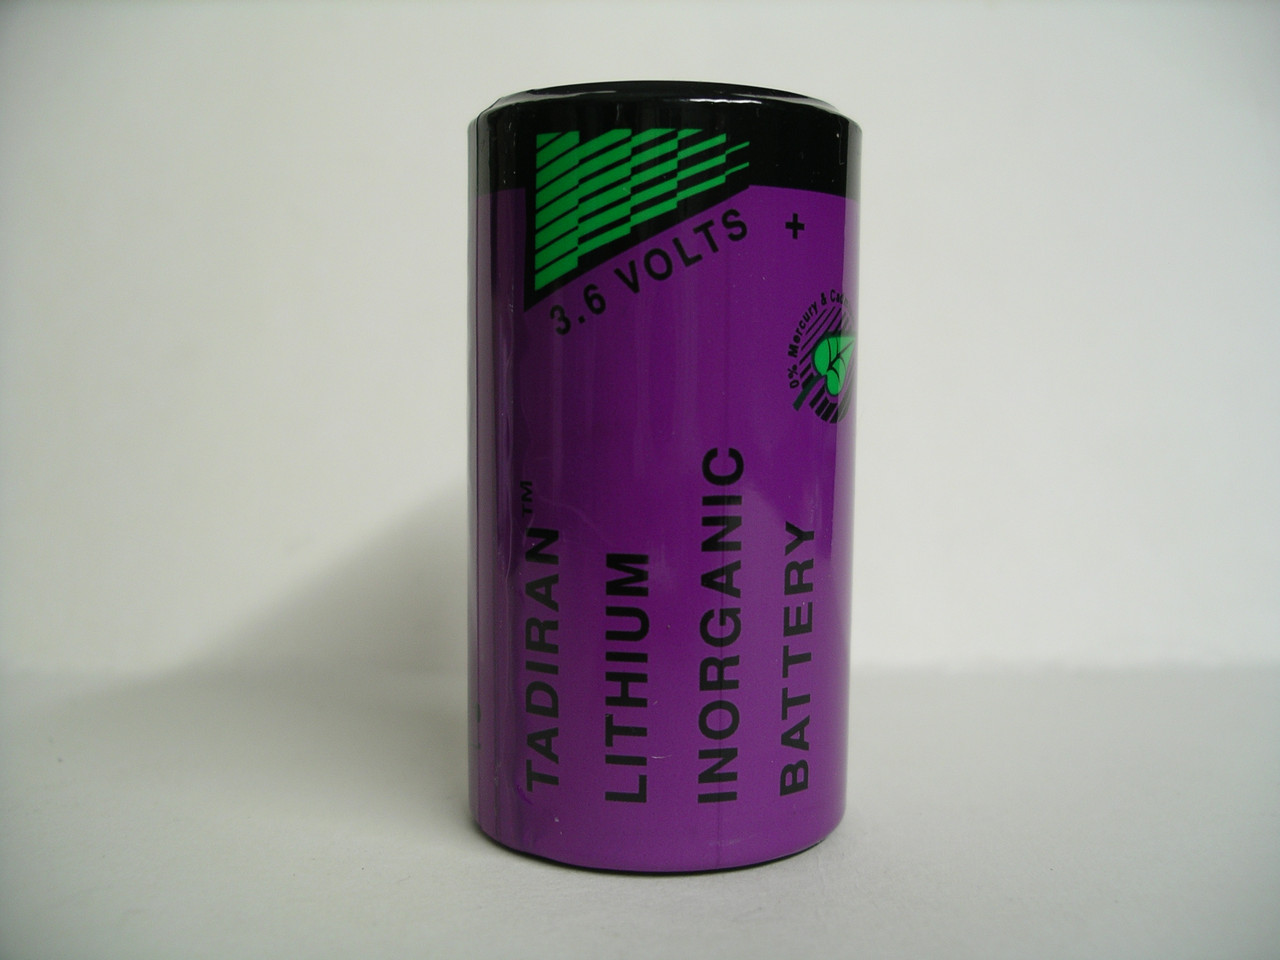 3.6 VOLTS
+
0% Mercury &
TADIRAN™
LITHIUM
INORGANIC
BATTERY